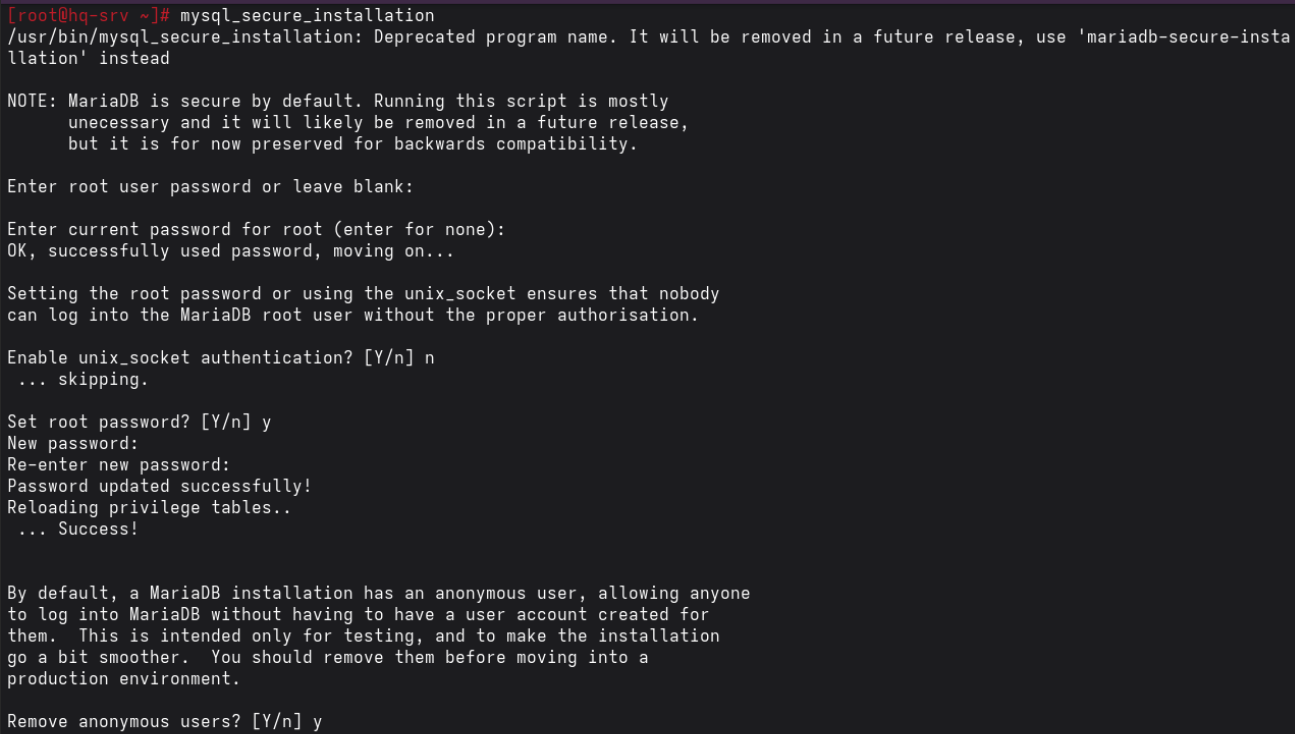 [root@hq-srv ~]# mysql_secure_installation
/usr/bin/mysql_secure_installation: Deprecated program name. It will be removed in a future release, use 'mariadb-secure-insta
llation' instead
NOTE: MariaDB is secure by default. Running this script is mostly
unecessary and it will likely be removed in a future release,
but it is for now preserved for backwards compatibility.
Enter root user password or leave blank:
Enter current password for root (enter for none):
OK, successfully used password, moving on...
Setting the root password or using the unix_socket ensures that nobody
can log into the MariaDB root user without the proper authorisation.
Enable unix_socket authentication? [Y/n] n
... skipping.
Set root password? [Y/n] y
New password:
Re-enter new password:
Password updated successfully!
Reloading privilege tables..
... Success!
By default, a MariaDB installation has an anonymous user, allowing anyone
to log into MariaDB without having to have a user account created for
them.  This is intended only for testing, and to make the installation
go a bit smoother.  You should remove them before moving into a
production environment.
Remove anonymous users? [Y/n] y